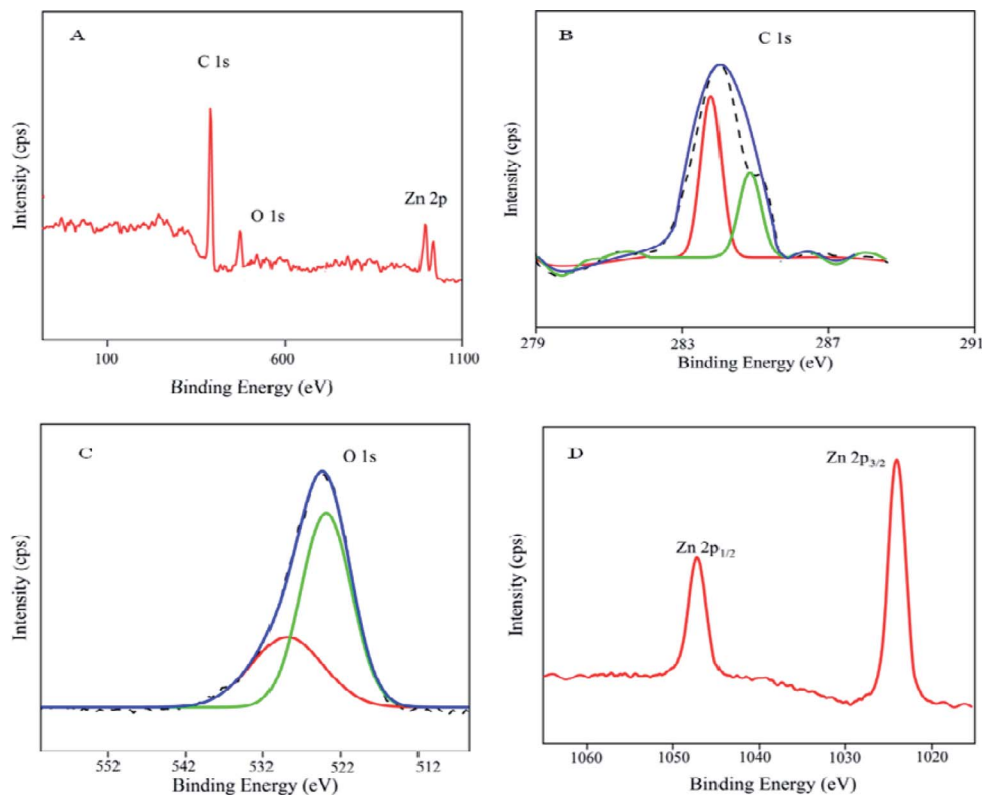 A
C 1s
O 1s
Zn 2p
Intensity (cps)
100 600 1100
Binding Energy (eV)
B
C 1s
Intensity (cps)
279 283 287 291
Binding Energy (eV)
C
O 1s
Intensity (cps)
552 542 532 522 512
Binding Energy (eV)
D
Zn 2p3/2
Zn 2p1/2
Intensity (cps)
1060 1050 1040 1030 1020
Binding Energy (eV)